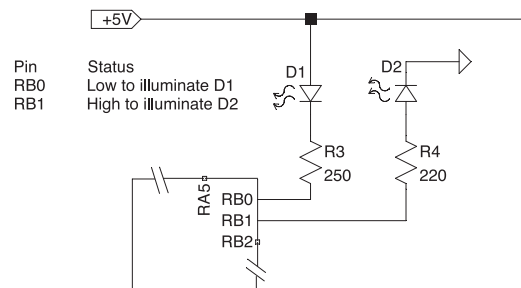 +5V
Pin Status
RB0 Low to illuminate D1
RB1 High to illuminate D2
D1
D2
R3
250
R4
220
RA5
RB0
RB1
RB2